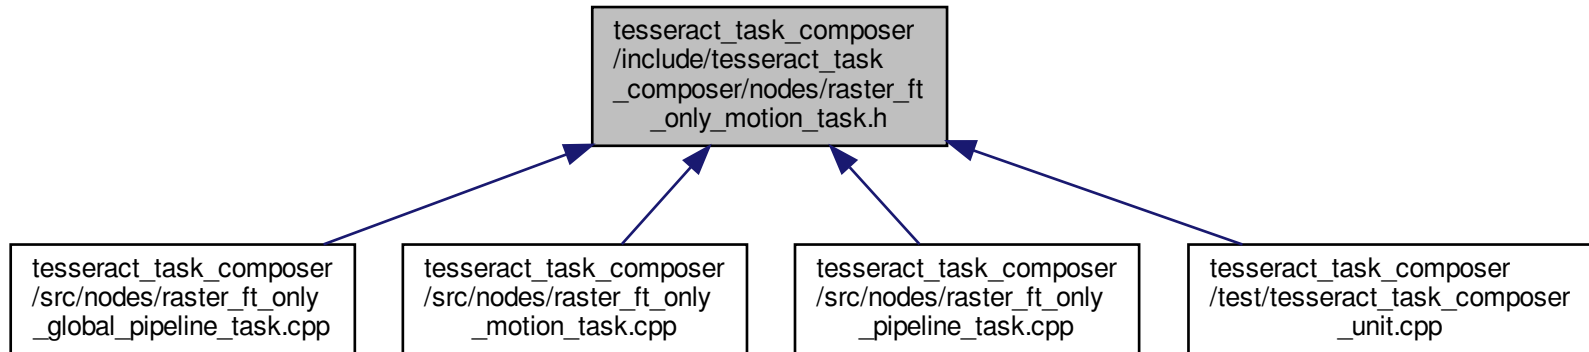 tesseract_task_composer
/include/tesseract_task
_composer/nodes/raster_ft
_only_motion_task.h
tesseract_task_composer
/src/nodes/raster_ft_only
_global_pipeline_task.cpp
tesseract_task_composer
/src/nodes/raster_ft_only
_motion_task.cpp
tesseract_task_composer
/src/nodes/raster_ft_only
_pipeline_task.cpp
tesseract_task_composer
/test/tesseract_task_composer
_unit.cpp